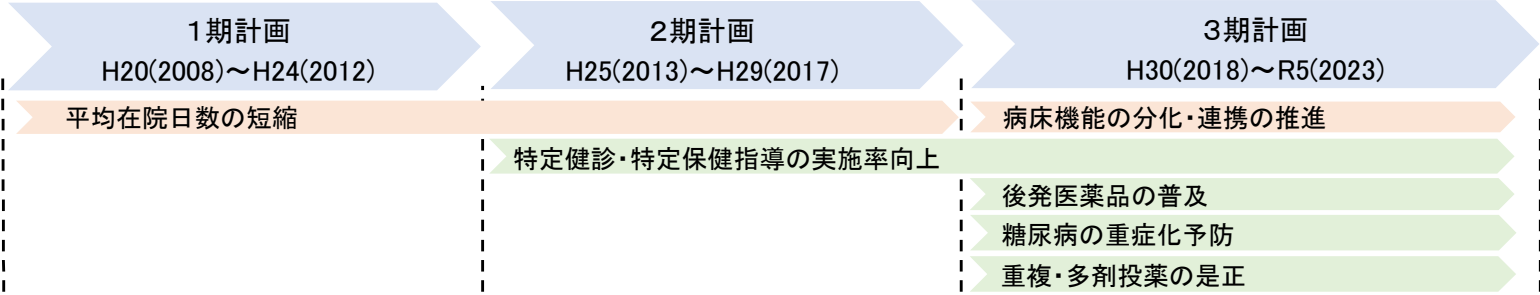 1期計画
H20(2008)～H24(2012)
2期計画
H25(2013)～H29(2017)
3期計画
H30(2018)～R5(2023)
平均在院日数の短縮
病床機能の分化・連携の推進
特定健診・特定保健指導の実施率向上
後発医薬品の普及
糖尿病の重症化予防
重複・多剤投薬の是正